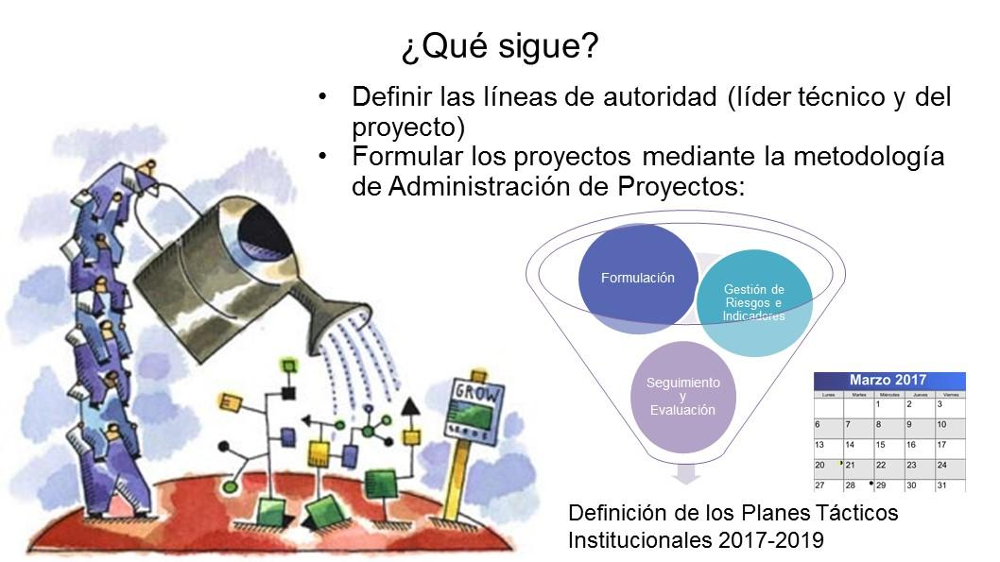 ¿Qué sigue?
• Definir las líneas de autoridad (líder técnico y del
proyecto)
• Formular los proyectos mediante la metodología
de Administración de Proyectos:
Formulación
Gestión de
Riesgos e
Indicadores
Seguimiento
y
Evaluación
GROW
SEEDS
Marzo 2017
Lunes Martes Miércoles Jueves Viernes
1 2 3
6 7 8 9 10
13 14 15 16 17
20 21 22 23 24
27 28 29 30 31
Definición de los Planes Tácticos
Institucionales 2017-2019